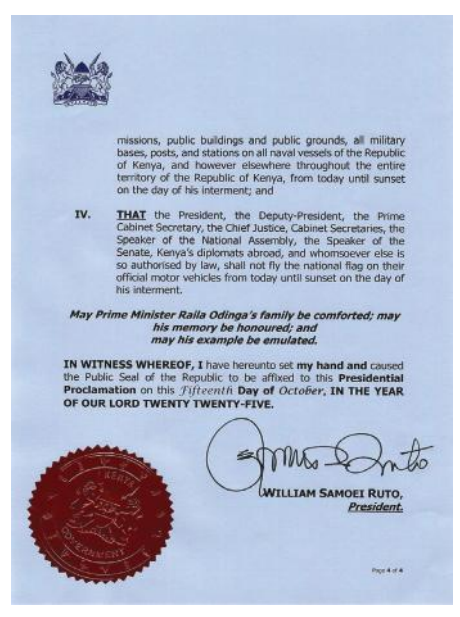 missions, public buildings and public grounds, all military
bases, posts, and stations on all naval vessels of the Republic
of Kenya, and however elsewhere throughout the entire
territory of the Republic of Kenya, from today until sunset
on the day of his interment; and
IV. THAT the President, the Deputy-President, the Prime
Cabinet Secretary, the Chief Justice, Cabinet Secretaries, the
Speaker of the National Assembly, the Speaker of the
Senate, Kenya's diplomats abroad, and whomsoever else is
so authorised by law, shall not fly the national flag on their
official motor vehicles from today until sunset on the day of
his interment.
May Prime Minister Raila Odinga's family be comforted; may
his memory be honoured; and
may his example be emulated.
IN WITNESS WHEREOF, I have hereunto set my hand and caused
the Public Seal of the Republic to be affixed to this Presidential
Proclamation on this Fifteenth Day of October, IN THE YEAR
OF OUR LORD TWENTY TWENTY-FIVE.
WILLIAM SAMOEI RUTO,
President.
KENYA
GOVERNMENT
Page 4 of 4